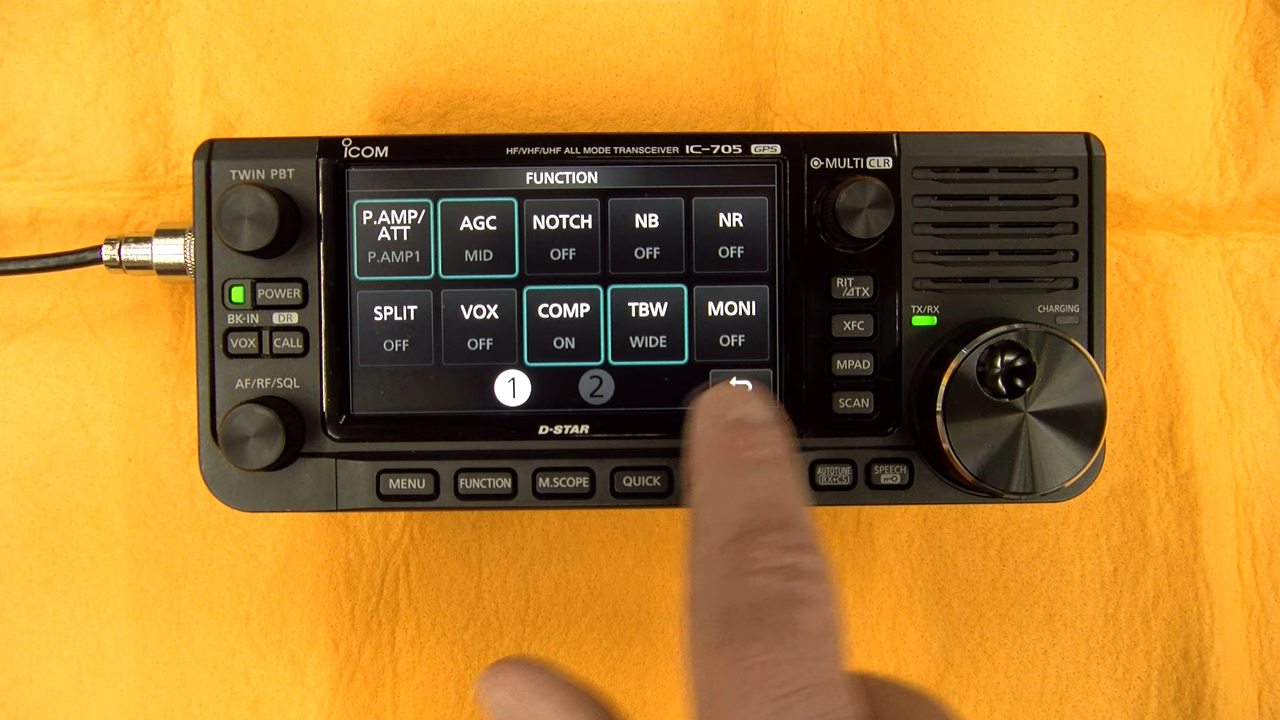 ICOM
HF/VHF/UHF ALL MODE TRANSCEIVER IC-705 GPS
TWIN PBT
MULTI CLR
FUNCTION
P.AMP/ATT
P.AMP1
AGC
MID
NOTCH
OFF
NB
OFF
NR
OFF
SPLIT
OFF
VOX
OFF
COMP
ON
TBW
WIDE
MONI
OFF
1
2
POWER
BK-IN DR
VOX CALL
AF/RF/SQL
RIT
/⊿TX
XFC
MPAD
SCAN
TX/RX
CHARGING
D-STAR
MENU
FUNCTION
M.SCOPE
QUICK
AUTOTUNE
RX→CS
SPEECH